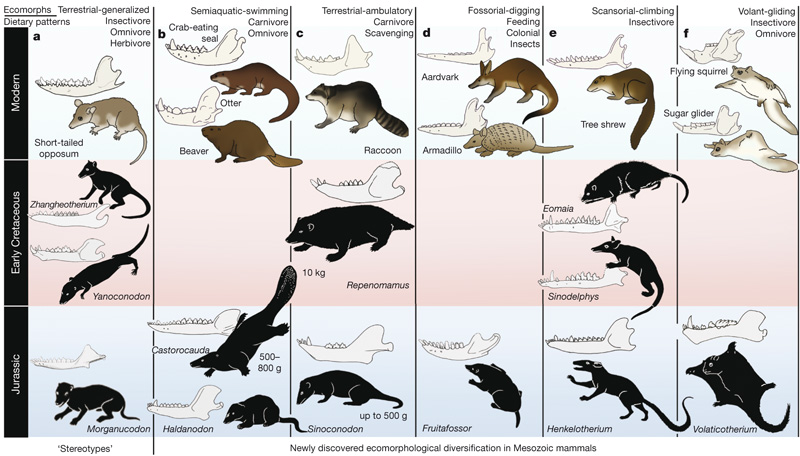 Ecomorphs
Dietary patterns
Terrestrial-generalized
Insectivore
Omnivore
Herbivore
Semiaquatic-swimming
Carnivore
Omnivore
Terrestrial-ambulatory
Carnivore
Scavenging
Fossorial-digging
Feeding
Colonial
Insects
Scansorial-climbing
Insectivore
Volant-gliding
Insectivore
Omnivore
Modern
a
Short-tailed
opposum
b
Crab-eating
seal
Otter
Beaver
c
Raccoon
d
Aardvark
Armadillo
e
Tree shrew
f
Flying squirrel
Sugar glider
Early Cretaceous
Zhangheotherium
Yanoconodon
10 kg
Repenomamus
Eomaia
Sinodelphys
Jurassic
Morganucodon
Castorocauda
500–
800 g
Haldanodon
up to 500 g
Sinoconodon
Fruitafossor
Henkelotherium
Volaticotherium
'Stereotypes'
Newly discovered ecomorphological diversification in Mesozoic mammals